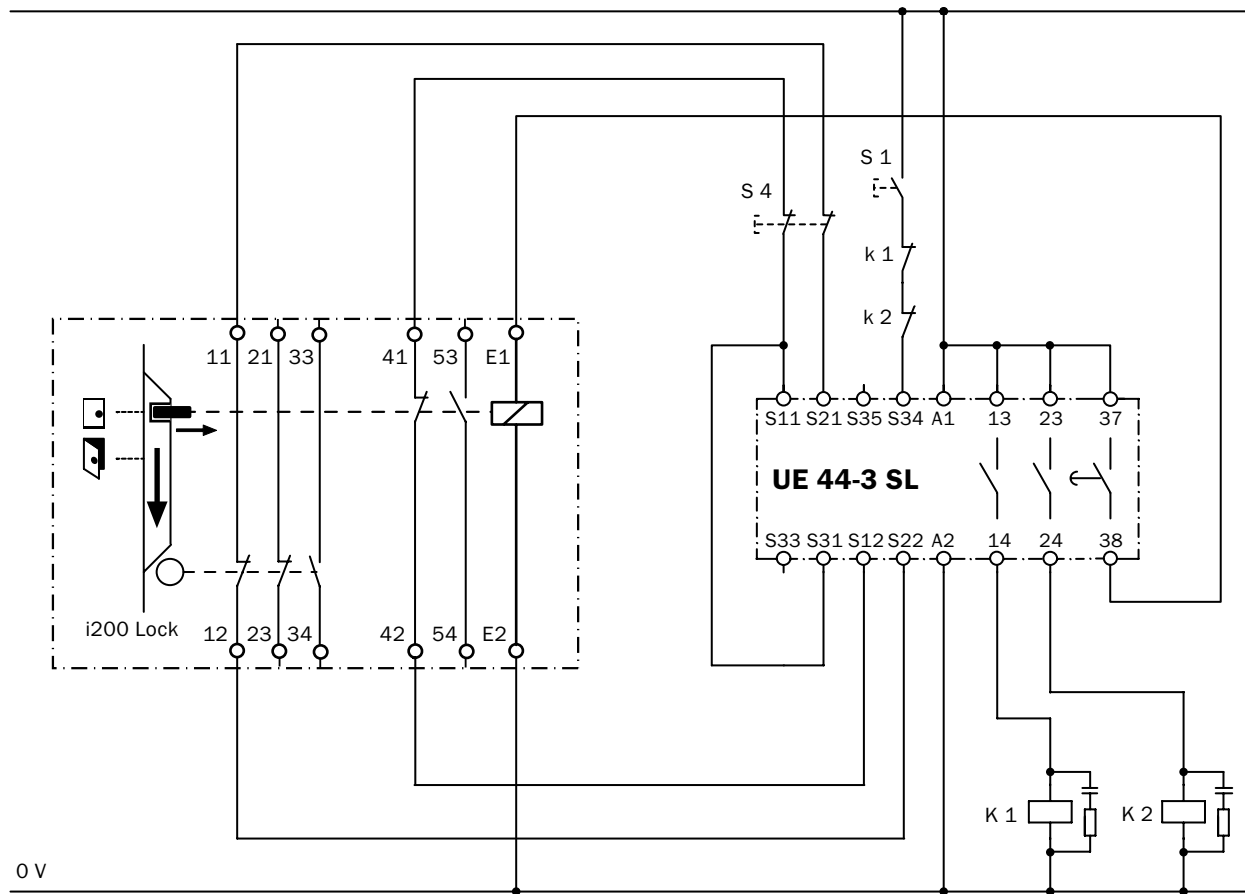 S 1
S 4
k 1
k 2
11 21 33 41 53 E1
S11 S21 S35 S34 A1 13 23 37
UE 44-3 SL
S33 S31 S12 S22 A2 14 24 38
i200 Lock
12 23 34 42 54 E2
K 1 K 2
0 V